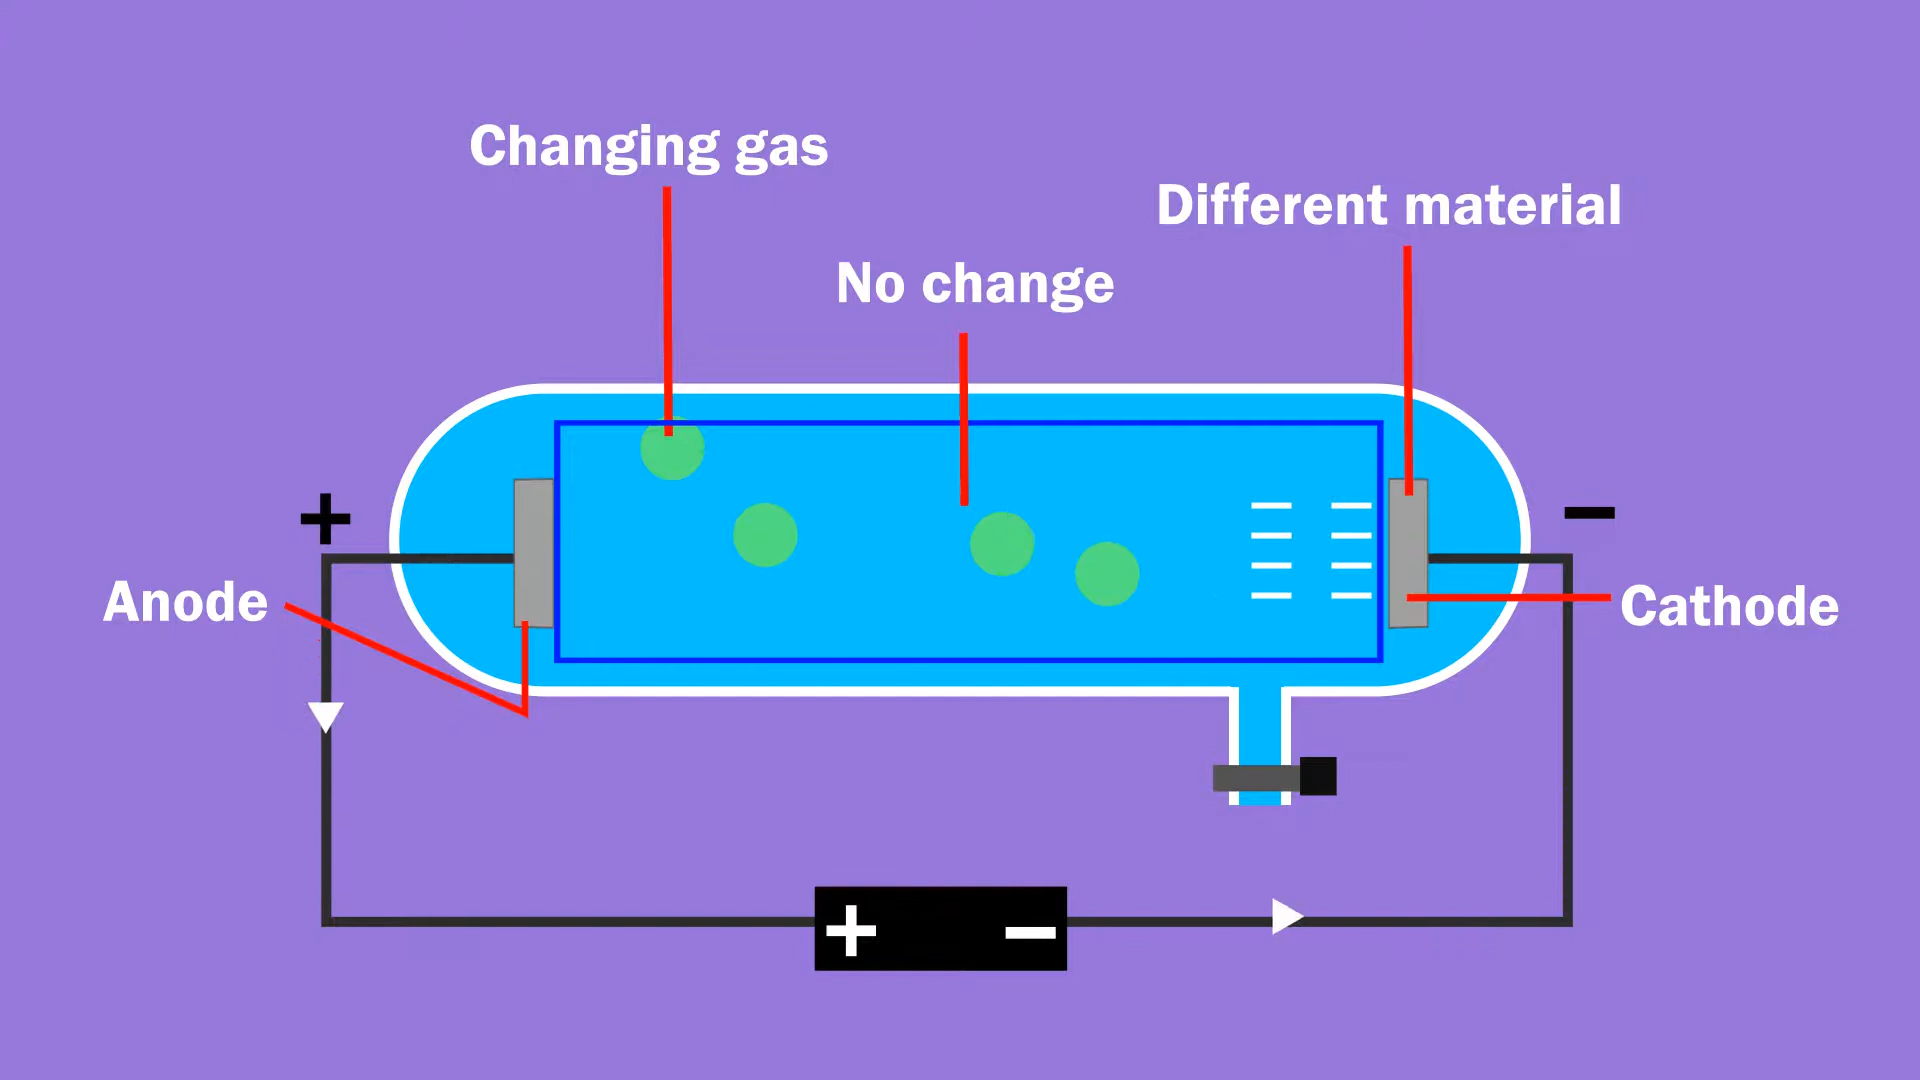 Changing gas
Different material
No change
+
−
Anode
Cathode
+ −